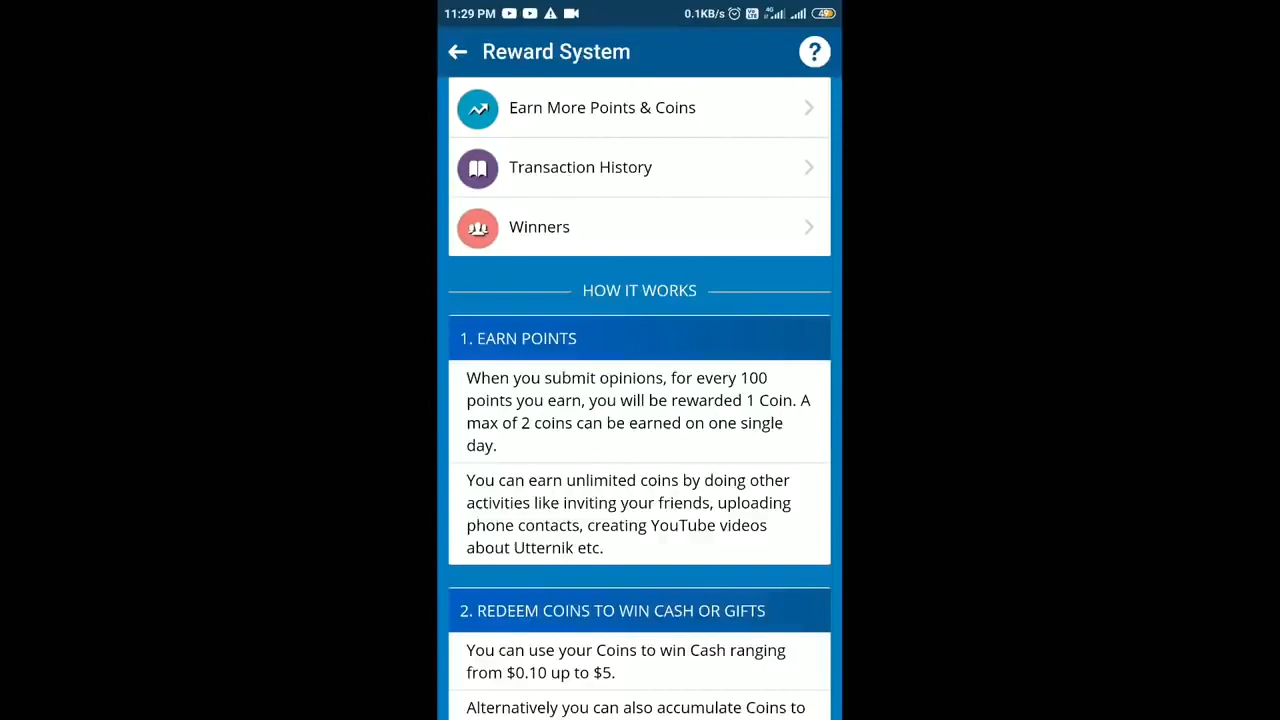 11:29 PM
0.1KB/s
4G
49
Reward System
?
Earn More Points & Coins
Transaction History
Winners
HOW IT WORKS
1. EARN POINTS
When you submit opinions, for every 100
points you earn, you will be rewarded 1 Coin. A
max of 2 coins can be earned on one single
day.
You can earn unlimited coins by doing other
activities like inviting your friends, uploading
phone contacts, creating YouTube videos
about Utternik etc.
2. REDEEM COINS TO WIN CASH OR GIFTS
You can use your Coins to win Cash ranging
from $0.10 up to $5.
Alternatively you can also accumulate Coins to